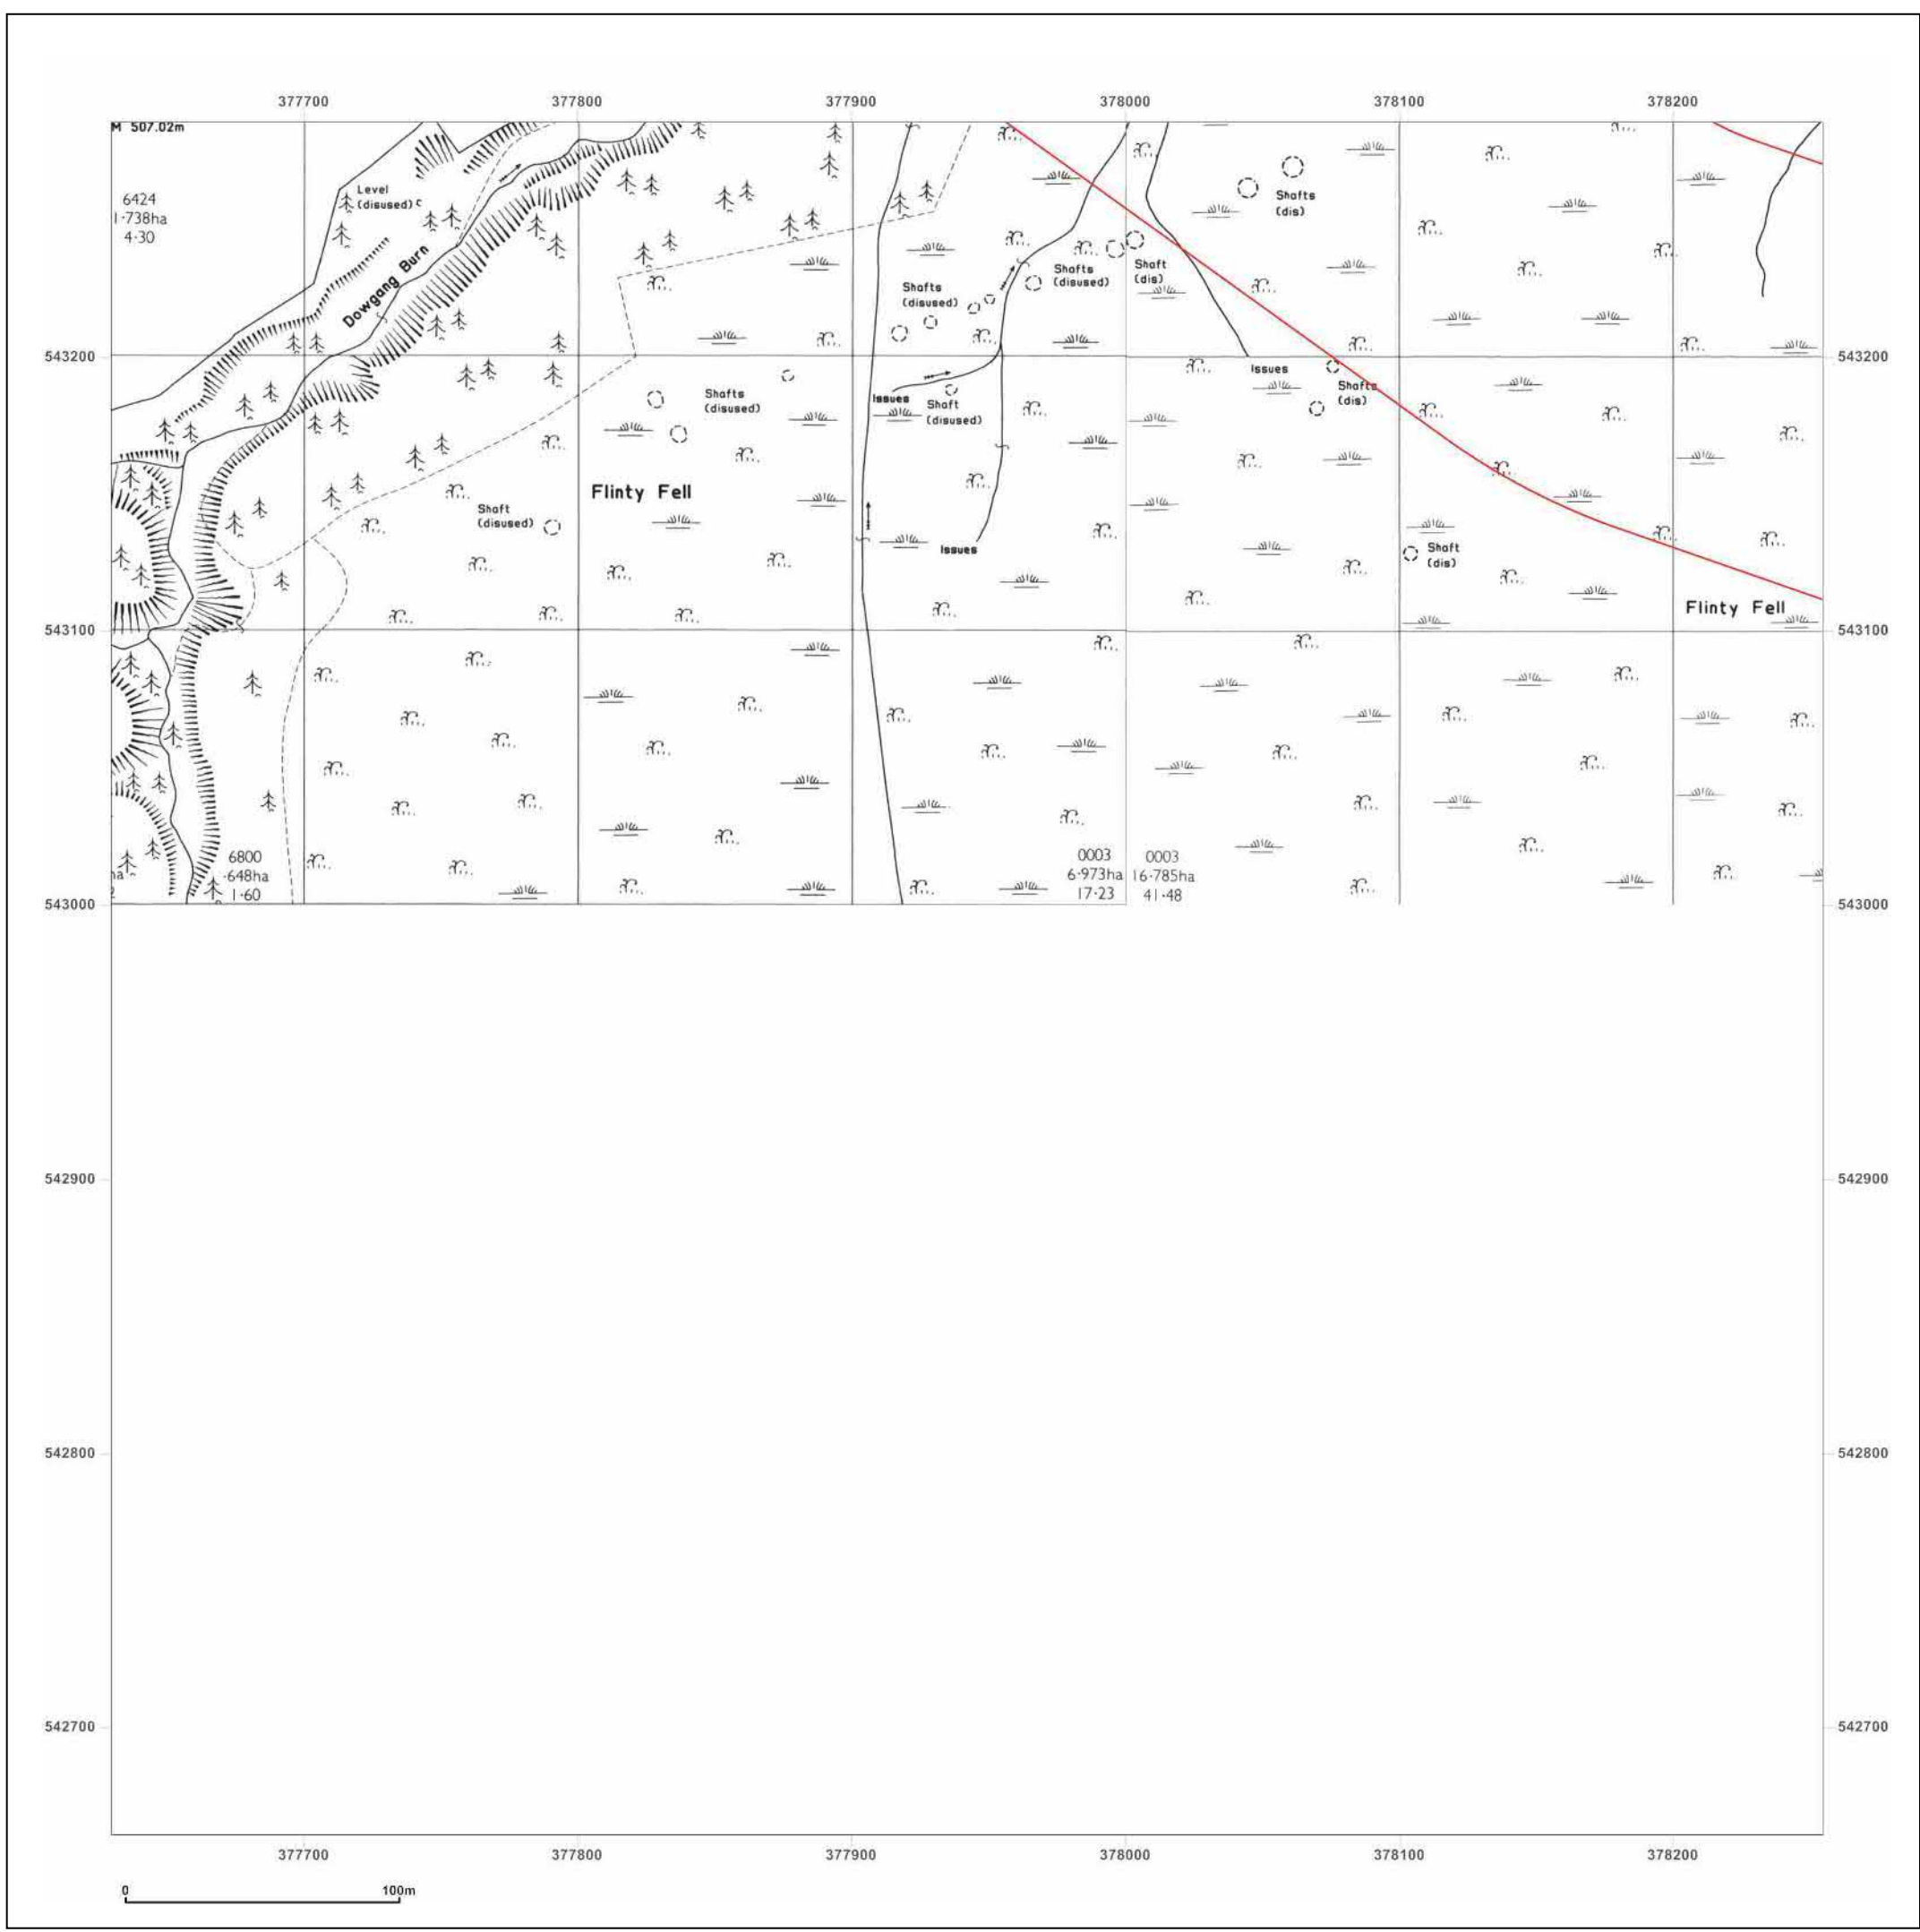 377700 377800 377900 378000 378100 378200
M 507.02m
6424
1·738ha
4·30
Level
(disused)
Dowgang Burn
Shafts
(dis)
Shafts
(disused)
Shaft
(dis)
Shafts
(disused)
543200 543200
Issues
Shafts
(dis)
Shafts
(disused)
Issues
Shaft
(disused)
Flinty Fell
Shaft
(disused)
Issues
Shaft
(dis)
Flinty Fell
543100 543100
6800
·648ha
1·60
0003
6·973ha
17·23
0003
16·785ha
41·48
ha
543000 543000
542900 542900
542800 542800
542700 542700
377700 377800 377900 378000 378100 378200
0 100m